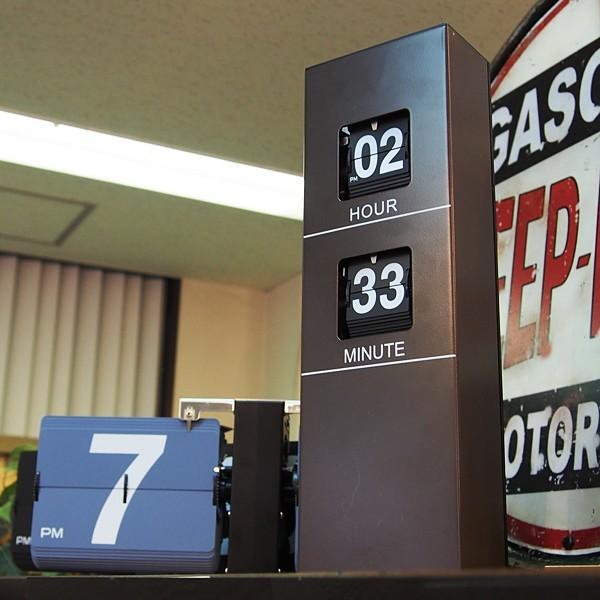 02
PM
HOUR
33
MINUTE
7
PM
PM
GASO
EEP-
OTOR